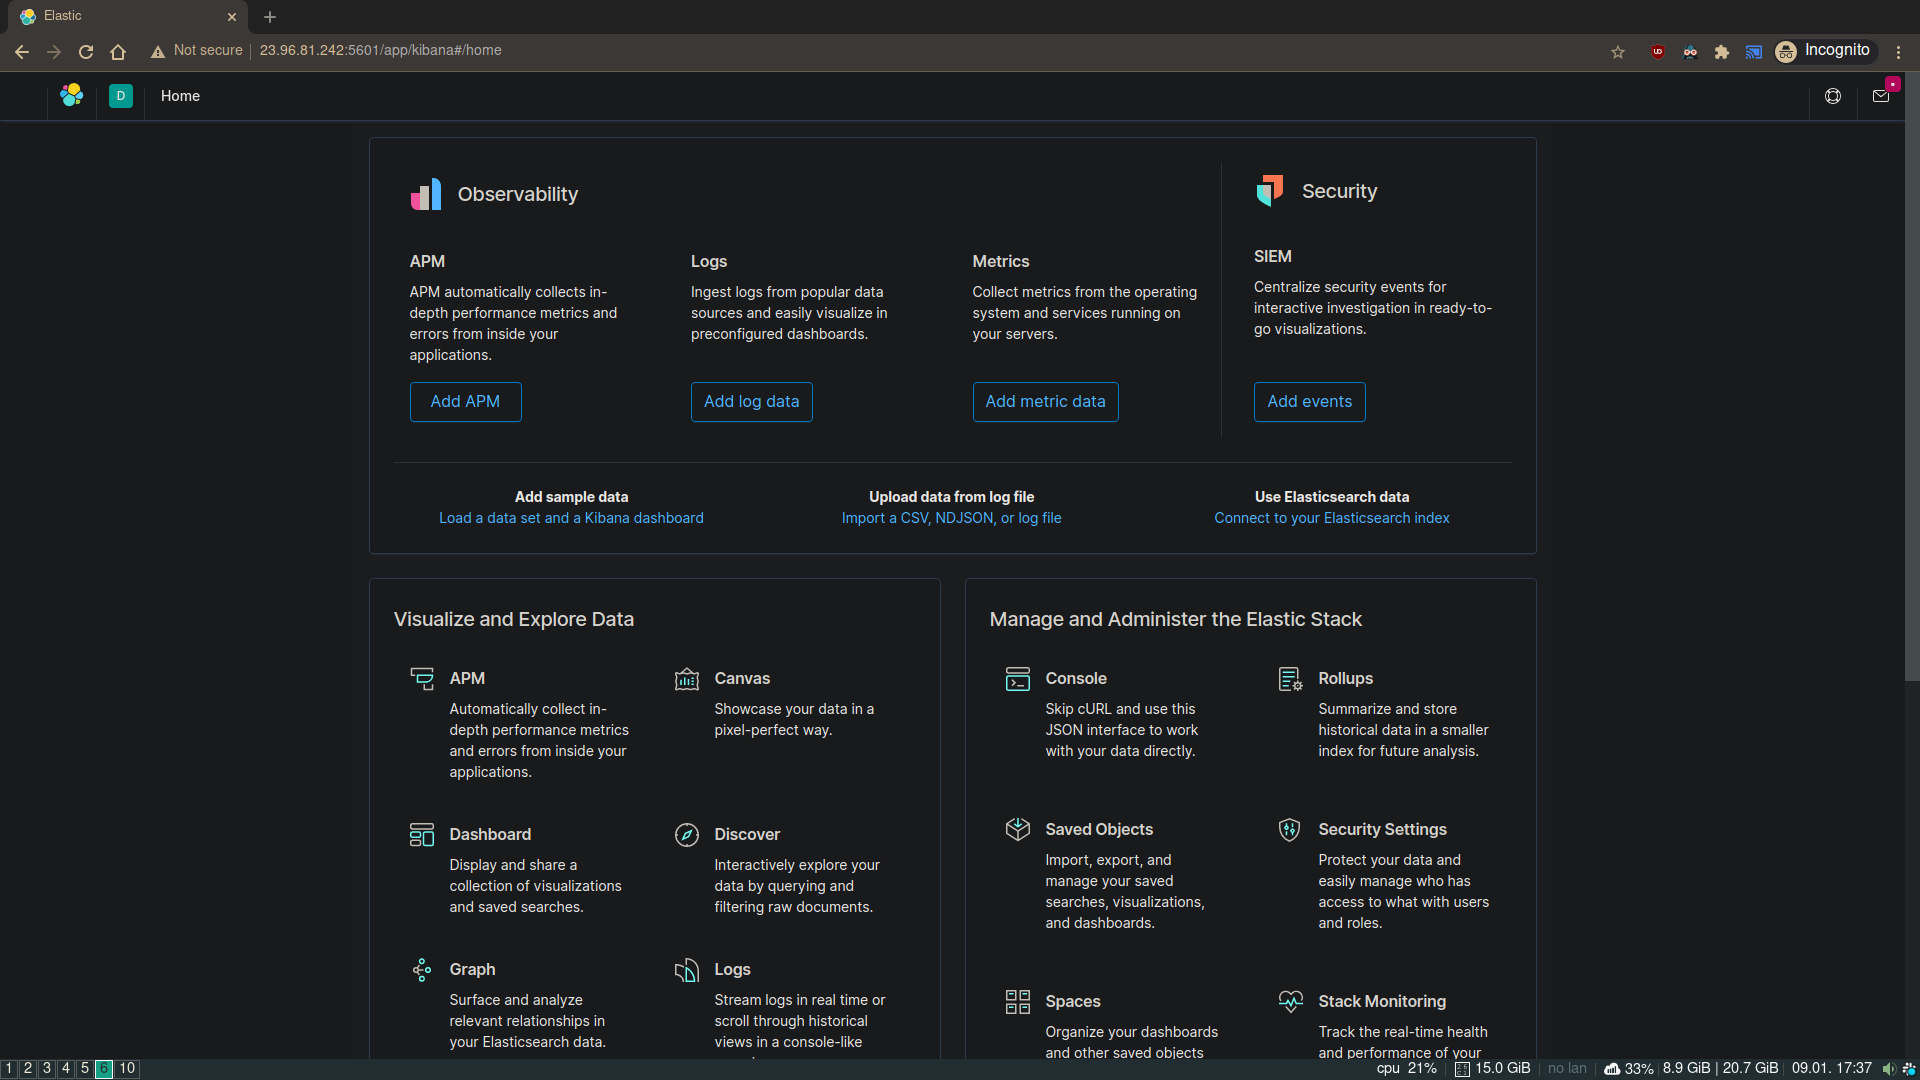 Elastic
Not secure
23.96.81.242:5601/app/kibana#/home
Incognito
D
Home
Observability
APM
APM automatically collects in-
depth performance metrics and
errors from inside your
applications.
Add APM
Logs
Ingest logs from popular data
sources and easily visualize in
preconfigured dashboards.
Add log data
Metrics
Collect metrics from the operating
system and services running on
your servers.
Add metric data
Security
SIEM
Centralize security events for
interactive investigation in ready-to-
go visualizations.
Add events
Add sample data
Load a data set and a Kibana dashboard
Upload data from log file
Import a CSV, NDJSON, or log file
Use Elasticsearch data
Connect to your Elasticsearch index
Visualize and Explore Data
APM
Automatically collect in-
depth performance metrics
and errors from inside your
applications.
Canvas
Showcase your data in a
pixel-perfect way.
Dashboard
Display and share a
collection of visualizations
and saved searches.
Discover
Interactively explore your
data by querying and
filtering raw documents.
Graph
Surface and analyze
relevant relationships in
your Elasticsearch data.
Logs
Stream logs in real time or
scroll through historical
views in a console-like
Manage and Administer the Elastic Stack
Console
Skip cURL and use this
JSON interface to work
with your data directly.
Rollups
Summarize and store
historical data in a smaller
index for future analysis.
Saved Objects
Import, export, and
manage your saved
searches, visualizations,
and dashboards.
Security Settings
Protect your data and
easily manage who has
access to what with users
and roles.
Spaces
Organize your dashboards
and other saved objects
Stack Monitoring
Track the real-time health
and performance of your
1 2 3 4 5 6 10
cpu 21% 15.0 GiB no lan 33% 8.9 GiB | 20.7 GiB 09.01. 17:37